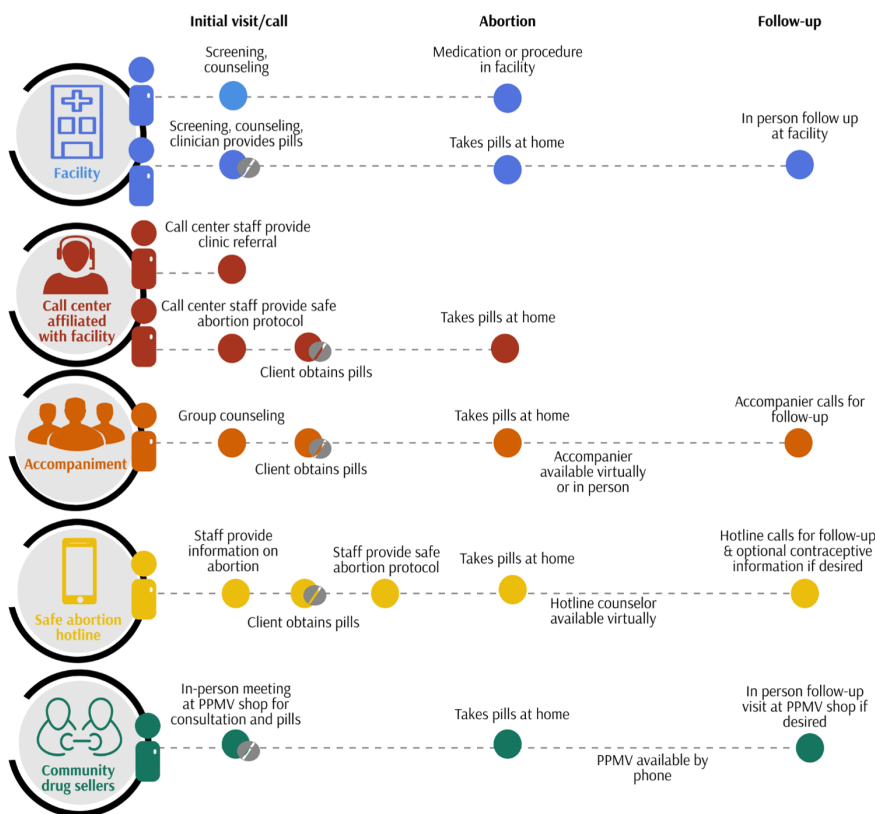 Initial visit/call
Abortion
Follow-up
Screening,
counseling
Medication or procedure
in facility
Screening, counseling,
clinician provides pills
Takes pills at home
In person follow up
at facility
Facility
Call center staff provide
clinic referral
Call center staff provide safe
abortion protocol
Takes pills at home
Client obtains pills
Call center
affiliated
with facility
Group counseling
Takes pills at home
Accompanier calls for
follow-up
Client obtains pills
Accompanier
available virtually
or in person
Accompaniment
Staff provide
information on
abortion
Staff provide safe
abortion protocol
Takes pills at home
Hotline calls for follow-up
& optional contraceptive
information if desired
Client obtains pills
Hotline counselor
available virtually
Safe abortion
hotline
In-person meeting
at PPMV shop for
consultation and pills
Takes pills at home
In person follow-up
visit at PPMV shop if
desired
PPMV available by
phone
Community
drug sellers